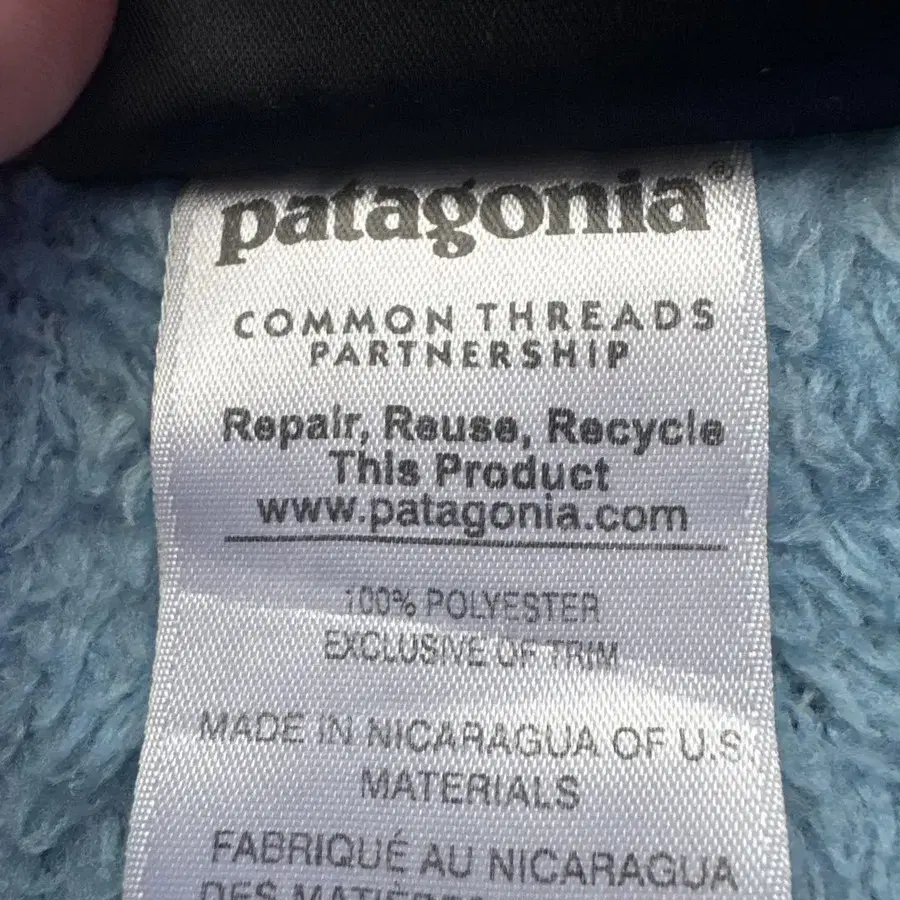 patagonia®
COMMON THREADS
PARTNERSHIP
Repair, Reuse, Recycle
This Product
www.patagonia.com
100% POLYESTER
EXCLUSIVE OF TRIM
MADE IN NICARAGUA OF U.S.
MATERIALS
FABRIQUÉ AU NICARAGUA
DES